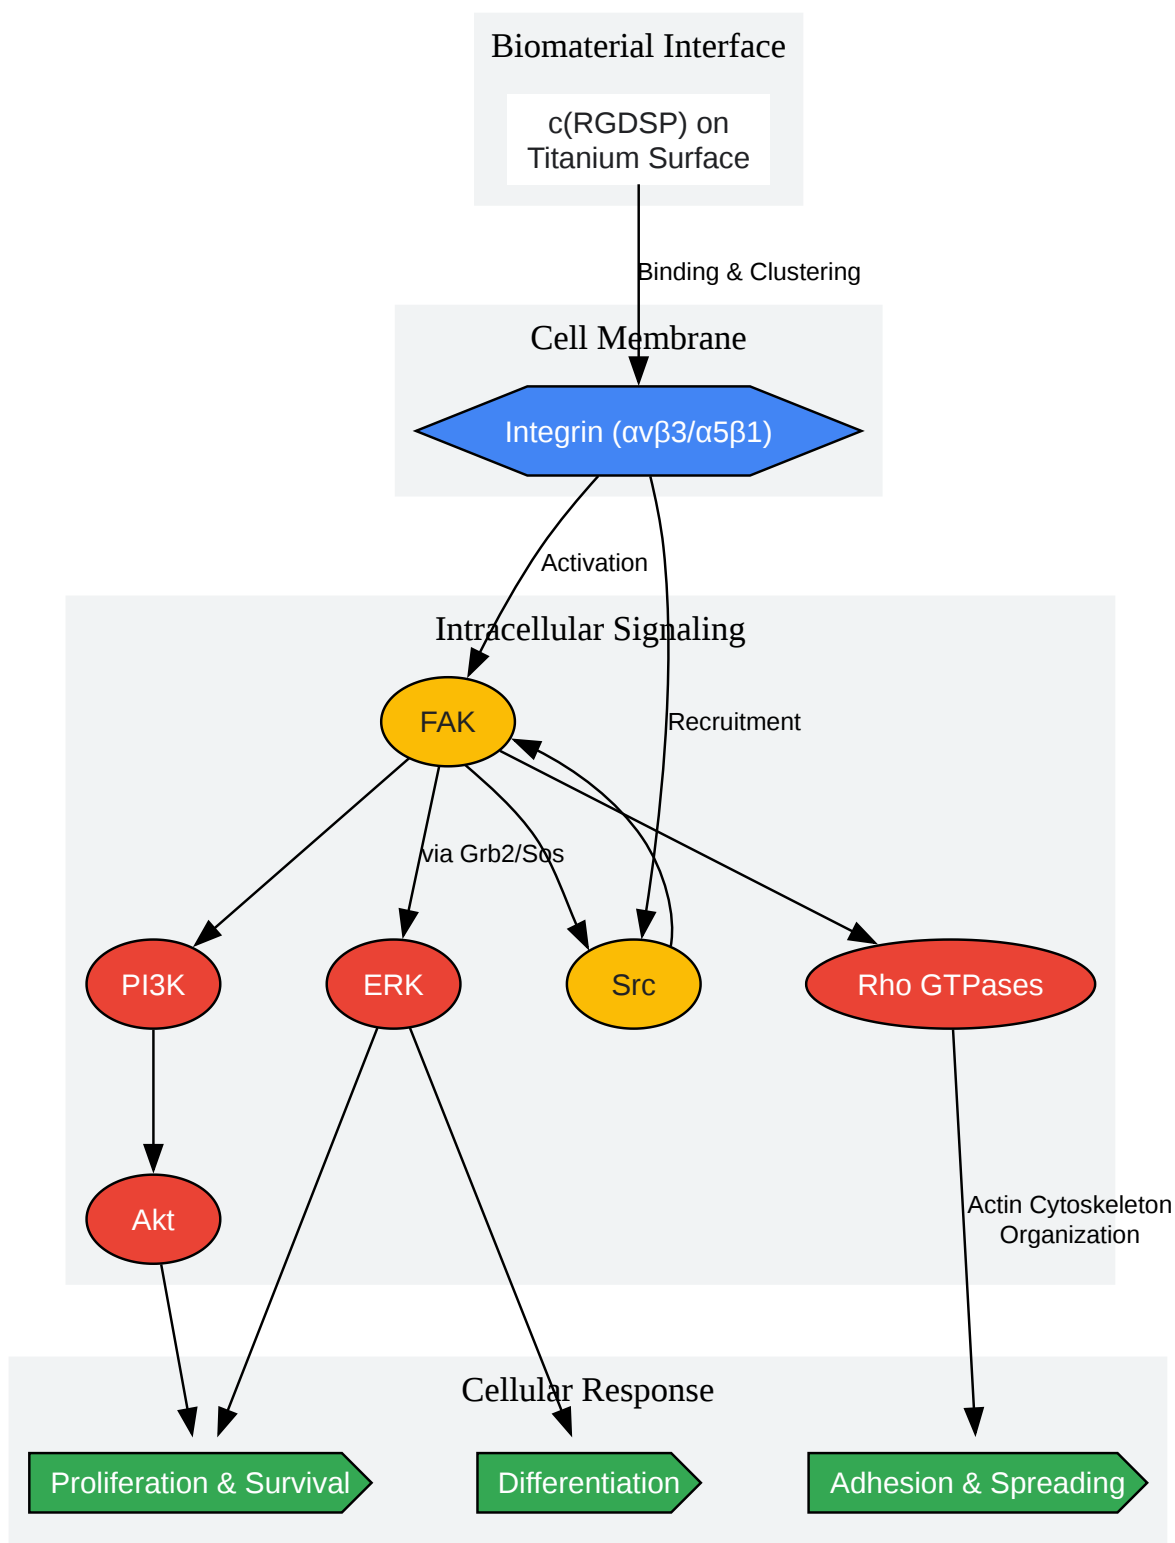 Biomaterial Interface
c(RGDSP) on
Titanium Surface
Binding & Clustering
Cell Membrane
Integrin (αvβ3/α5β1)
Activation
Intracellular Signaling
FAK
Recruitment
via Grb2/Sos
PI3K
ERK
Src
Rho GTPases
Akt
Actin Cytoskeleton
Organization
Cellular Response
Proliferation & Survival
Differentiation
Adhesion & Spreading